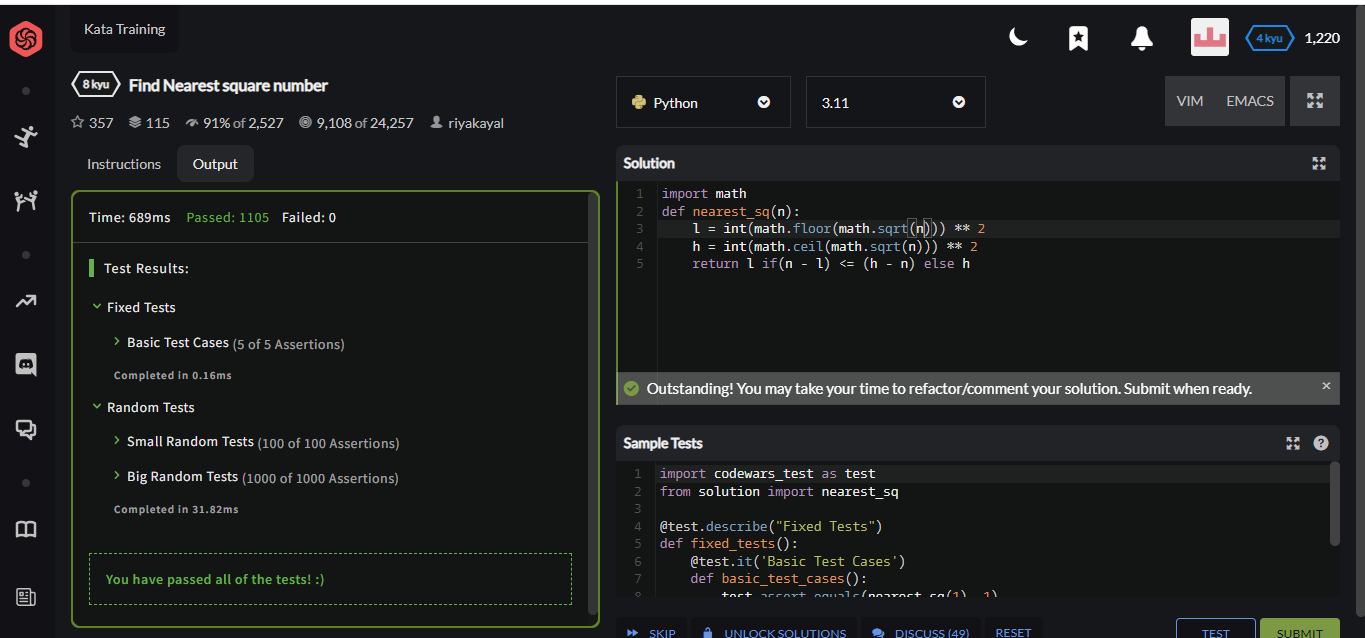 Kata Training
4 kyu 1,220
8 kyu Find Nearest square number
357 115 91% of 2,527 9,108 of 24,257 riyakayal
Python 3.11 VIM EMACS
Instructions Output
Time: 689ms Passed: 1105 Failed: 0
Test Results:
Fixed Tests
Basic Test Cases (5 of 5 Assertions)
Completed in 0.16ms
Random Tests
Small Random Tests (100 of 100 Assertions)
Big Random Tests (1000 of 1000 Assertions)
Completed in 31.82ms
You have passed all of the tests! :)
Solution
1 import math
2 def nearest_sq(n):
3 l = int(math.floor(math.sqrt(n))) ** 2
4 h = int(math.ceil(math.sqrt(n))) ** 2
5 return l if(n - l) <= (h - n) else h
Outstanding! You may take your time to refactor/comment your solution. Submit when ready. ×
Sample Tests ?
1 import codewars_test as test
2 from solution import nearest_sq
3
4 @test.describe("Fixed Tests")
5 def fixed_tests():
6 @test.it('Basic Test Cases')
7 def basic_test_cases():
8 test.assert_equals(nearest_sq(1), 1)
SKIP UNLOCK SOLUTIONS DISCUSS (49) RESET TEST SUBMIT